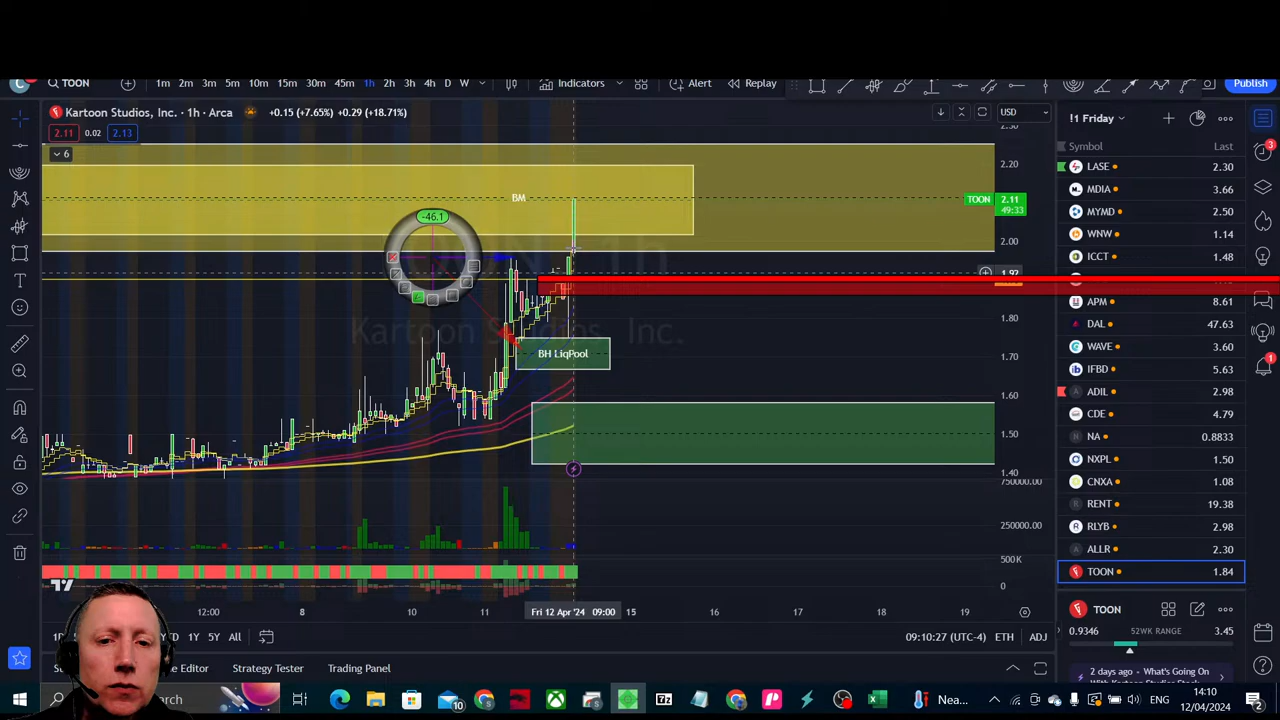 TOON
1m 2m 3m 5m 10m 15m 30m 45m 1h 2h 3h 4h D W
Indicators
Alert
Replay
Publish
Kartoon Studios, Inc. · 1h · Arca
+0.15 (+7.65%) +0.29 (+18.71%)
2.11 0.02 2.13
6
USD
!1 Friday
Symbol Last
LASE 2.30
MDIA 3.66
MYMD 2.50
WNW 1.14
ICCT 1.48
APM 8.61
DAL 47.63
WAVE 3.60
IFBD 5.63
ADIL 2.98
CDE 4.79
NA 0.8833
NXPL 1.50
CNXA 1.08
RENT 19.38
RLYB 2.98
ALLR 2.30
TOON 1.84
TOON
0.9346 52WK RANGE 3.45
2 days ago - What's Going On
BM
-46.1
BH LiqPool
Kartoon Studios, Inc.
2.20
TOON 2.11
49:33
2.00
1.92
1.80
1.70
1.60
1.50
1.40
750000.00
250000.00
500K
0
12:00 8 10 11 Fri 12 Apr '24 09:00 15 16 17 18 19
1Y 5Y All
09:10:27 (UTC-4) ETH ADJ
Strategy Tester
Trading Panel
Nea...
ENG
14:10
12/04/2024